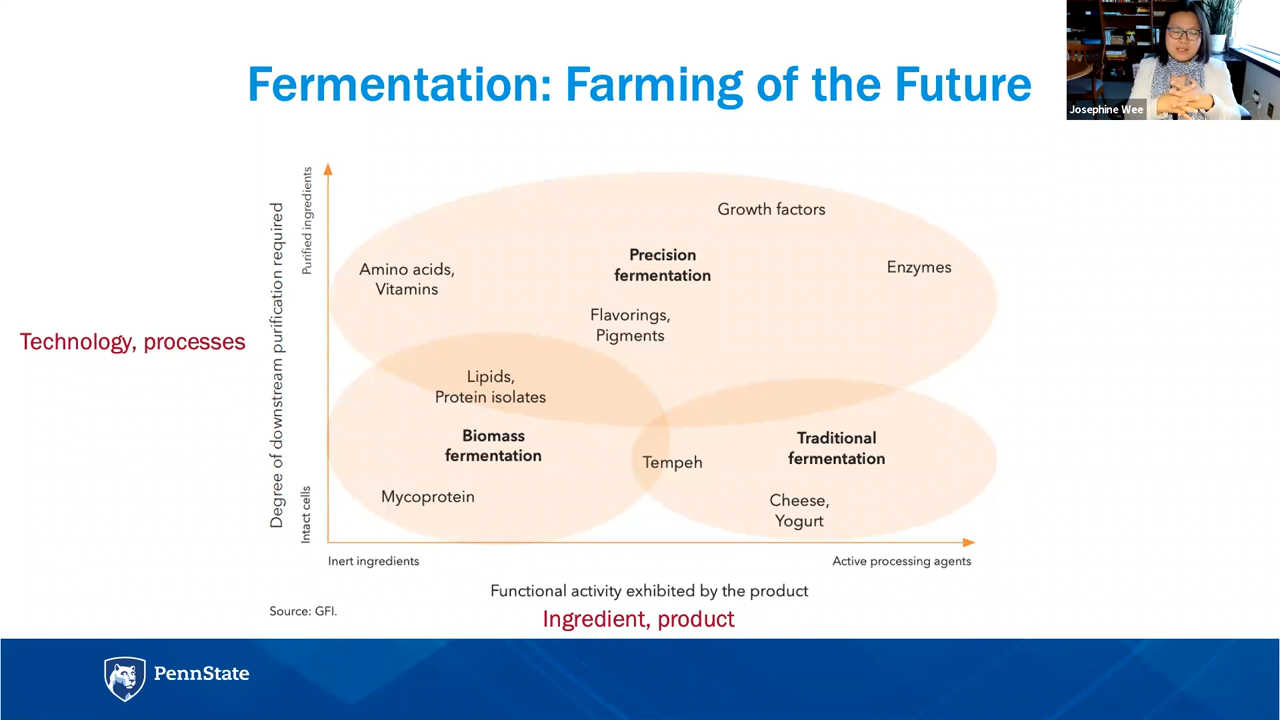 Fermentation: Farming of the Future
Josephine Wee
Purified ingredients
Degree of downstream purification required
Intact cells
Technology, processes
Growth factors
Precision
fermentation
Enzymes
Amino acids,
Vitamins
Flavorings,
Pigments
Lipids,
Protein isolates
Biomass
fermentation
Traditional
fermentation
Tempeh
Mycoprotein
Cheese,
Yogurt
Inert ingredients
Active processing agents
Functional activity exhibited by the product
Source: GFI.
Ingredient, product
PennState